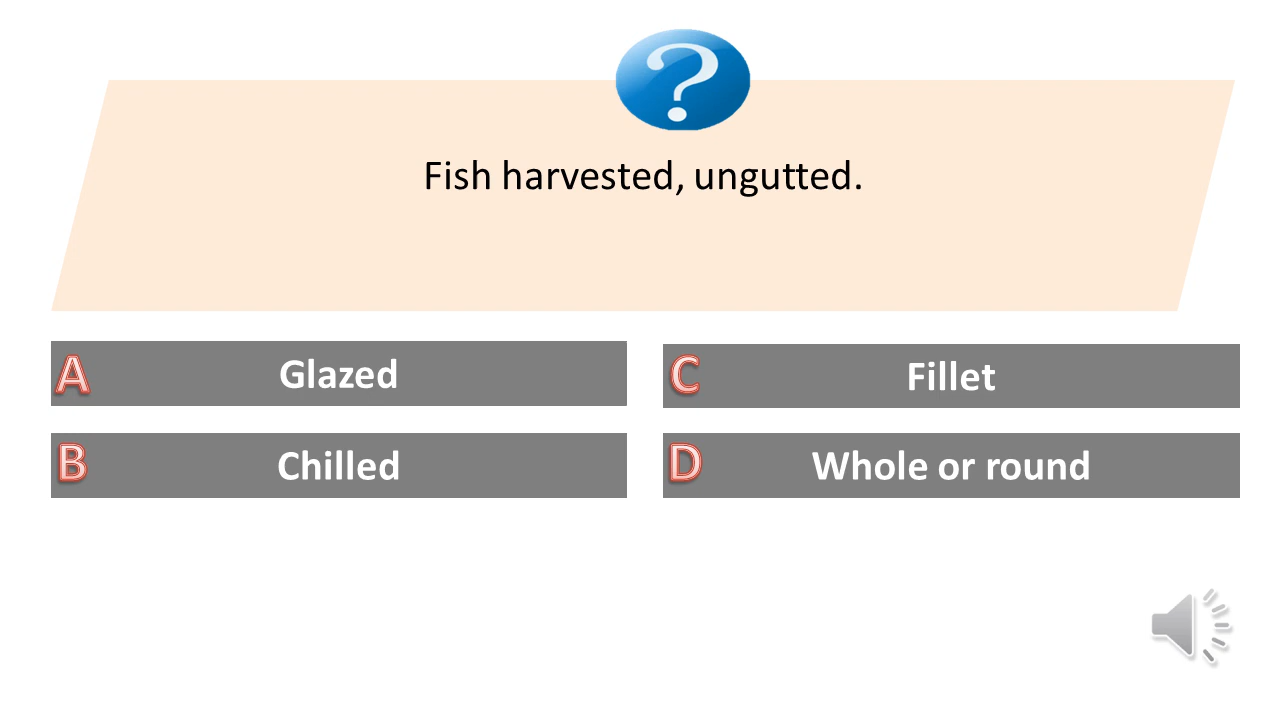 ?
Fish harvested, ungutted.
A Glazed
B Chilled
C Fillet
D Whole or round